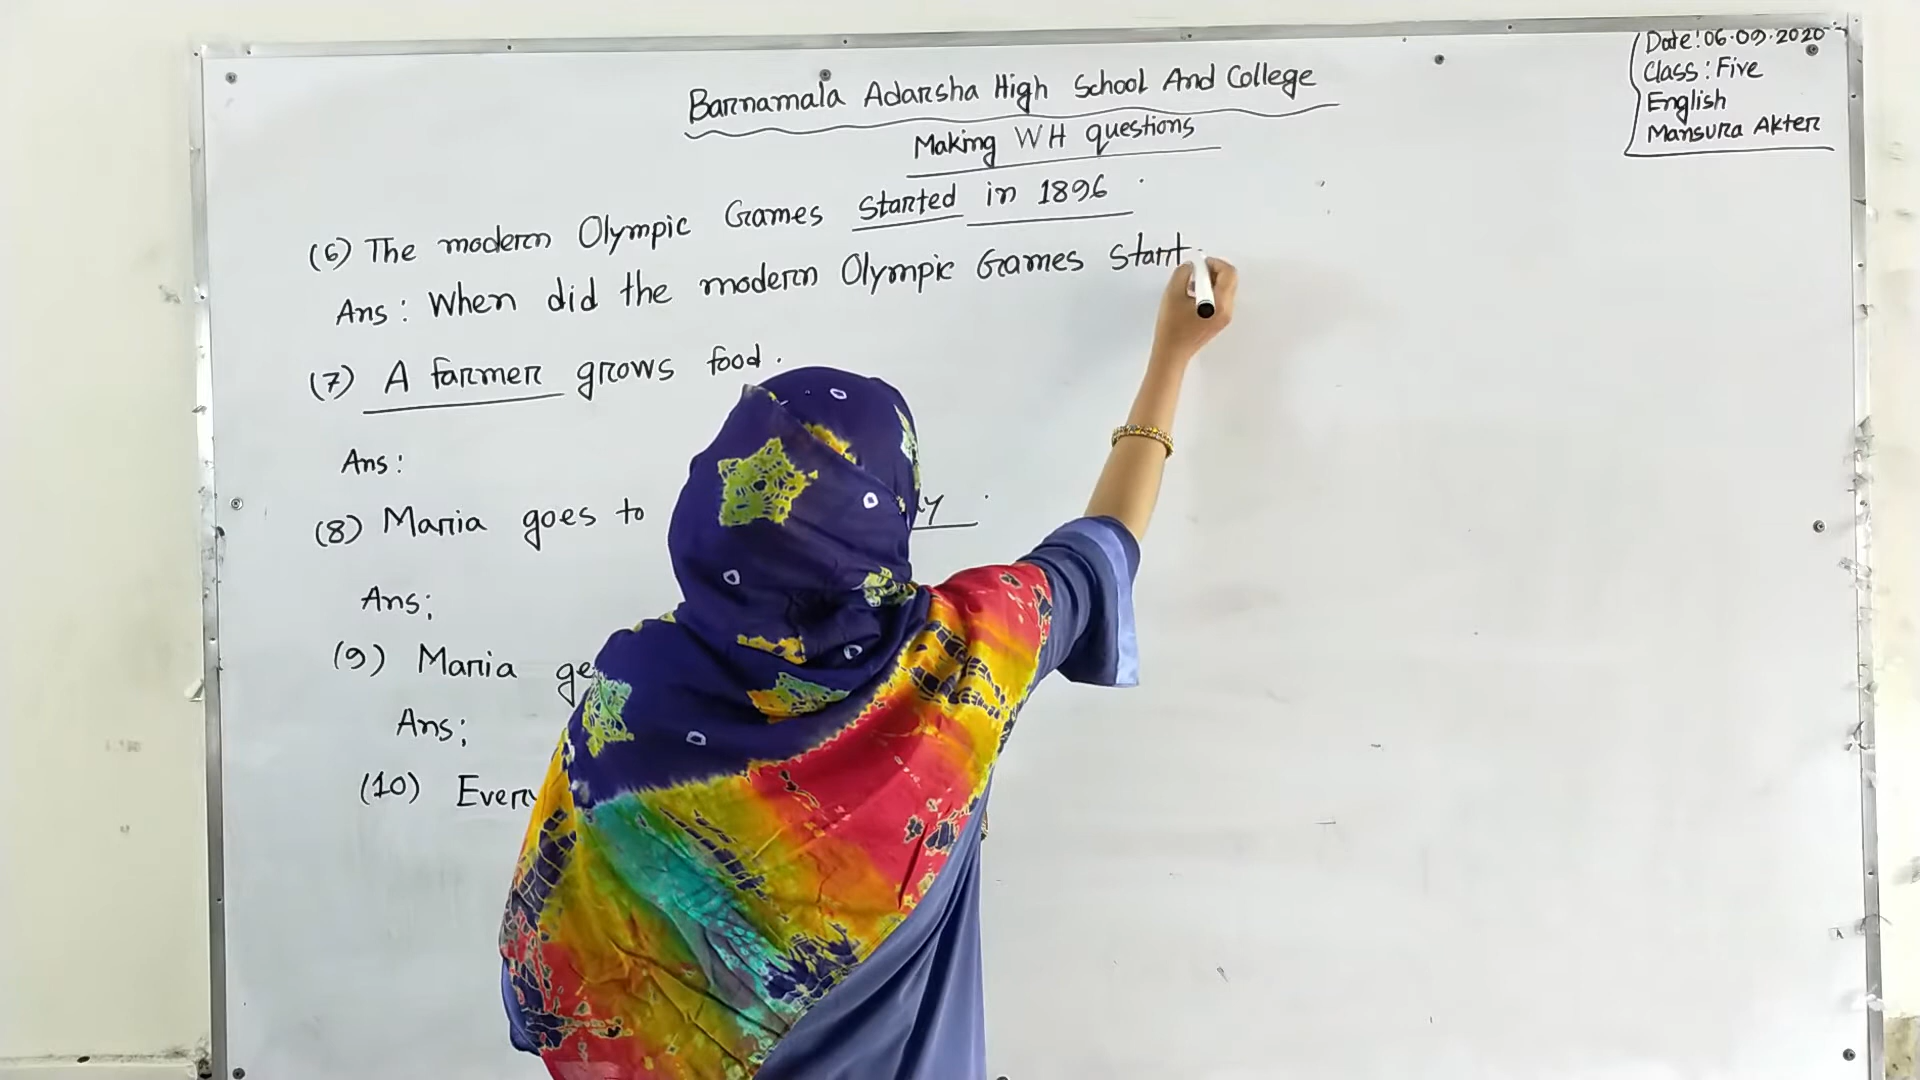 Barnamala Adarsha High School And College
Making WH questions
Date: 06.09.2020
Class: Five
English
Mansura Akter
(6) The modern Olympic Games started in 1896.
Ans: When did the modern Olympic Games start
(7) A farmer grows food.
Ans:
(8) Maria goes to
Ans;
(9) Maria
Ans;
(10)